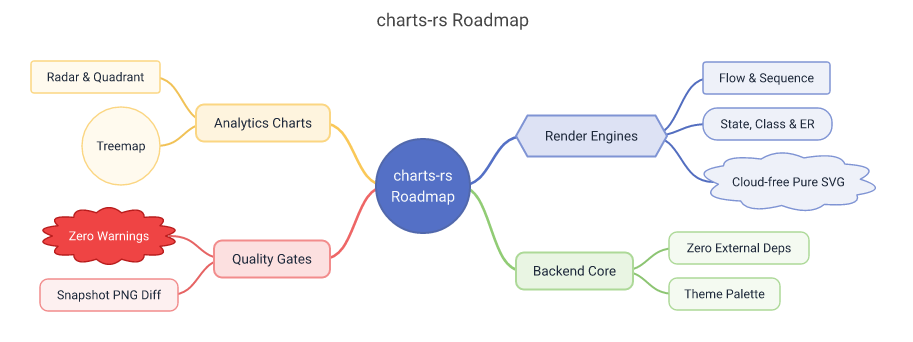 charts-rs Roadmap
Radar & Quadrant
Treemap
Analytics Charts
Zero Warnings
Snapshot PNG Diff
Quality Gates
charts-rs
Roadmap
Render Engines
Flow & Sequence
State, Class & ER
Cloud-free Pure SVG
Backend Core
Zero External Deps
Theme Palette